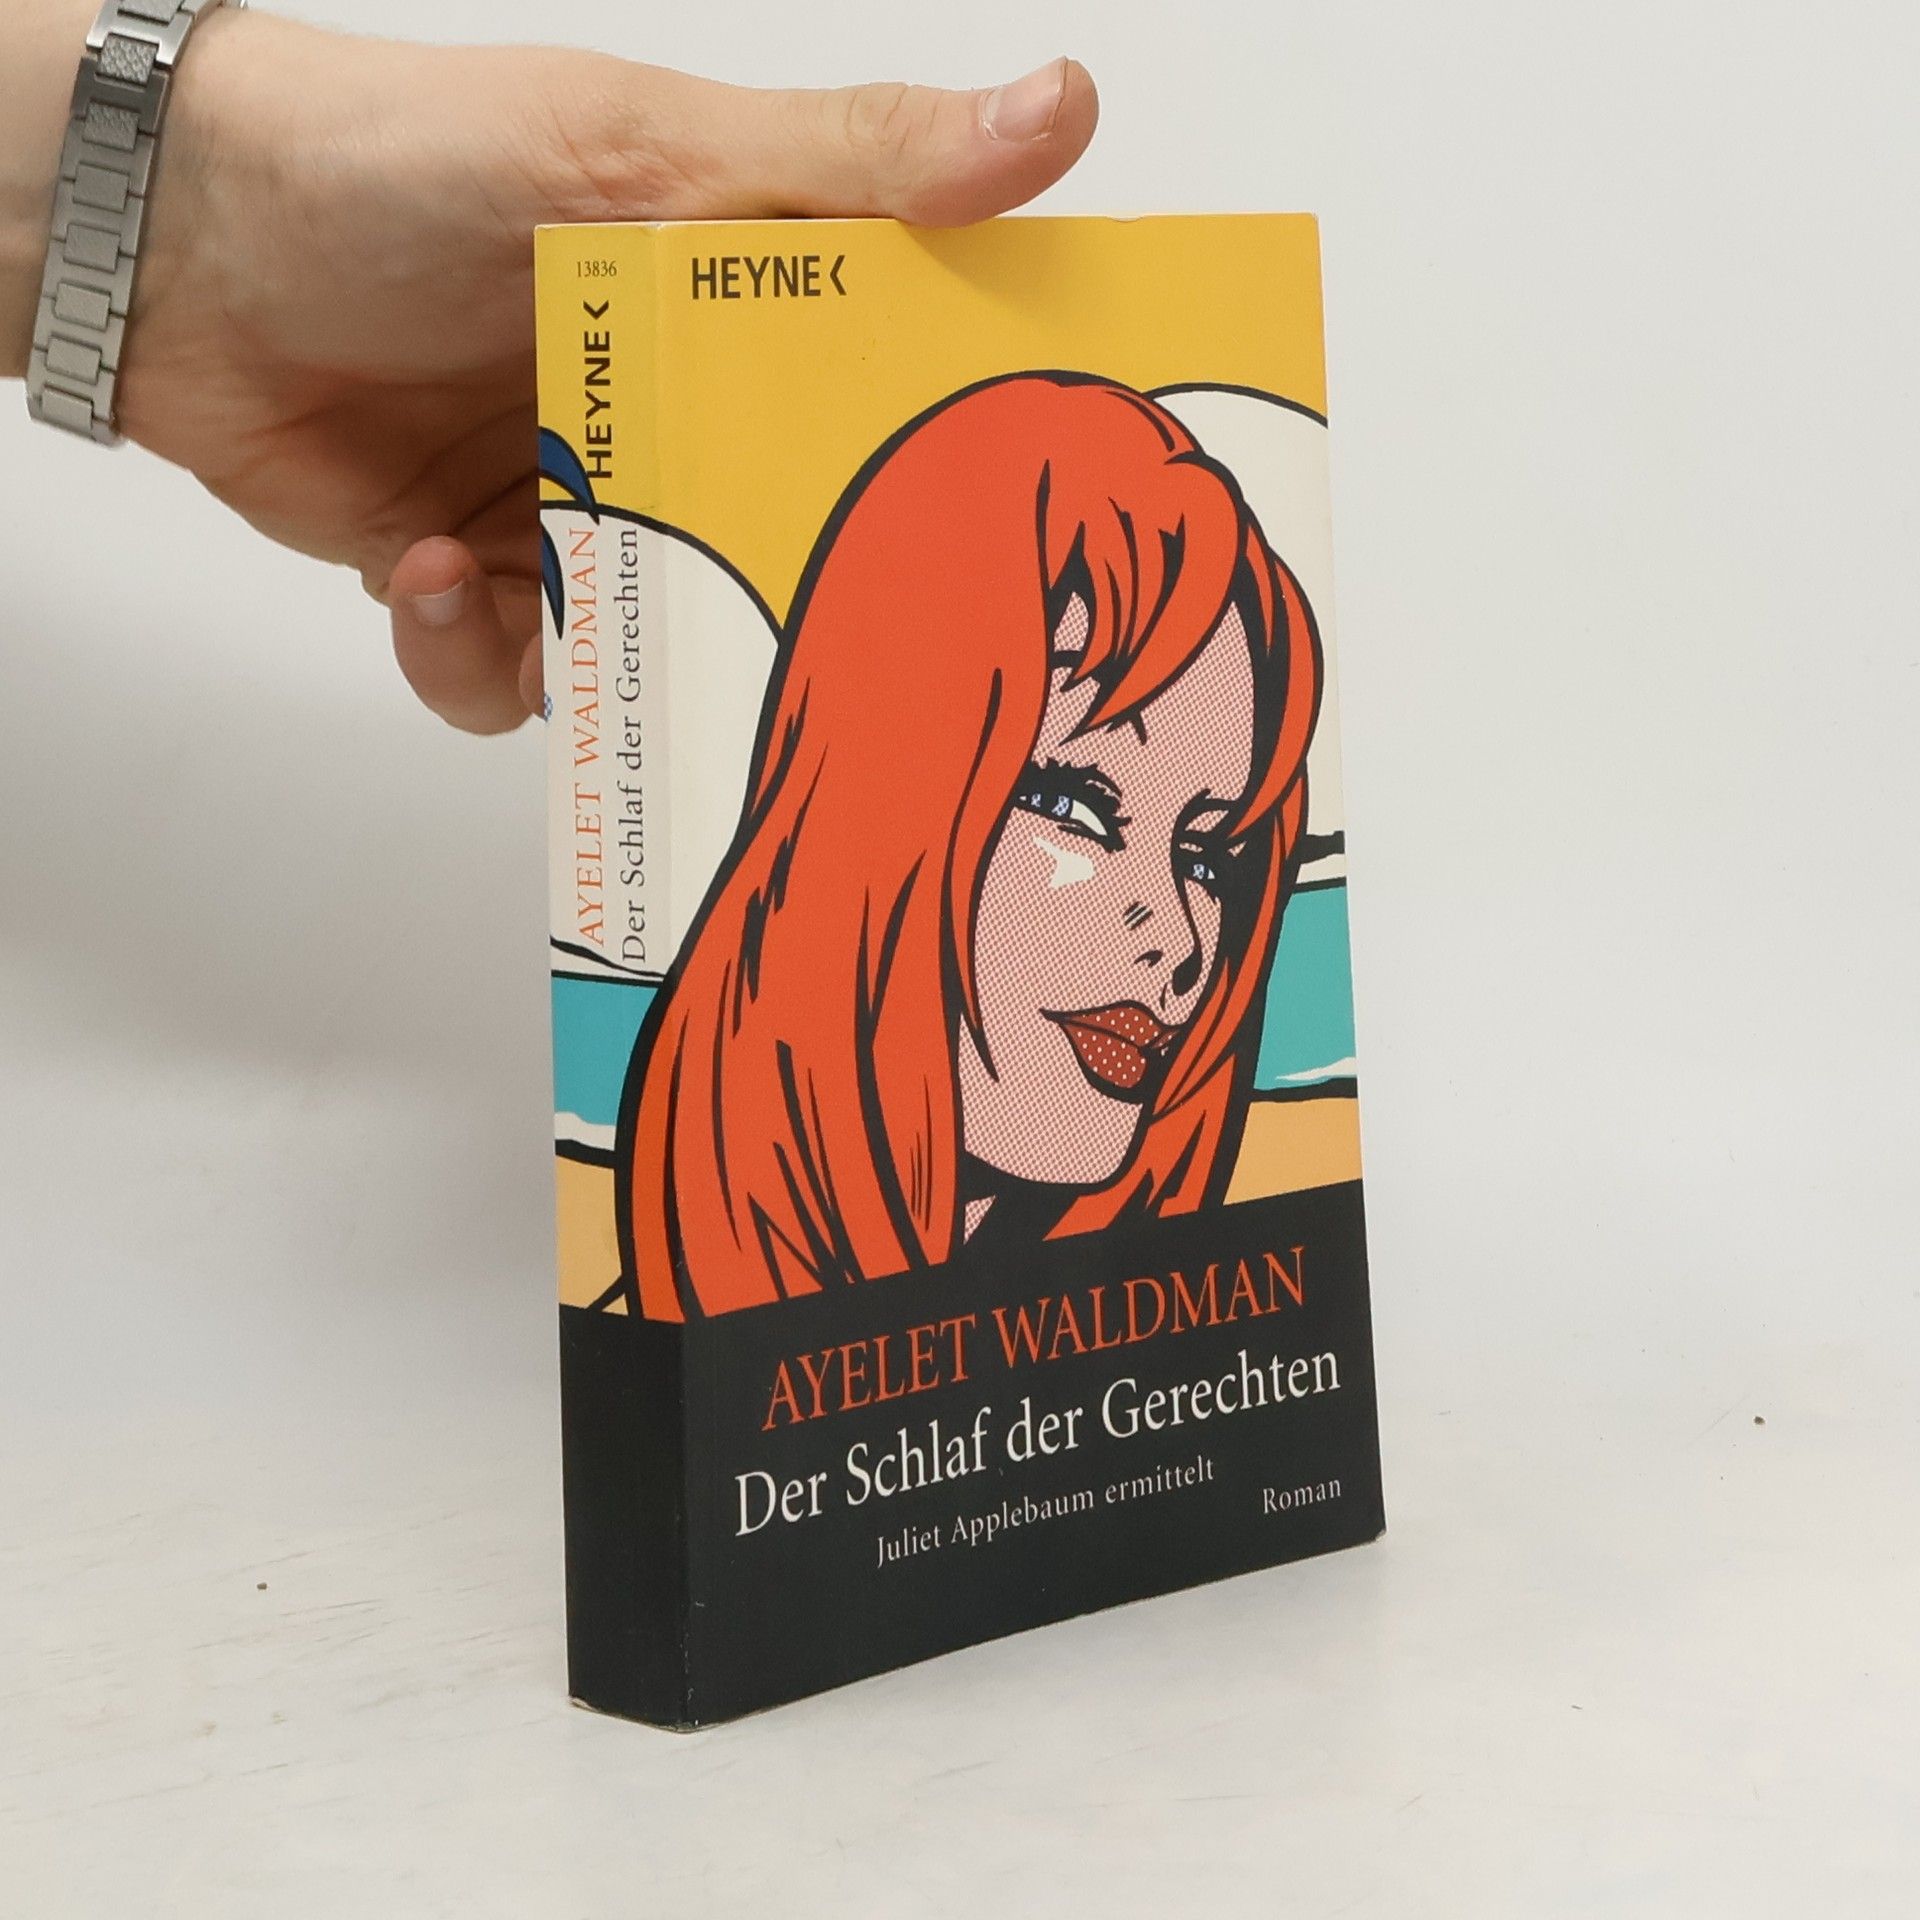 13836
HEYNE<
AYELET WALDMAN
Der Schlaf der Gerechten
HEYNE<
AYELET WALDMAN
Der Schlaf der Gerechten
Juliet Applebaum ermittelt
Roman